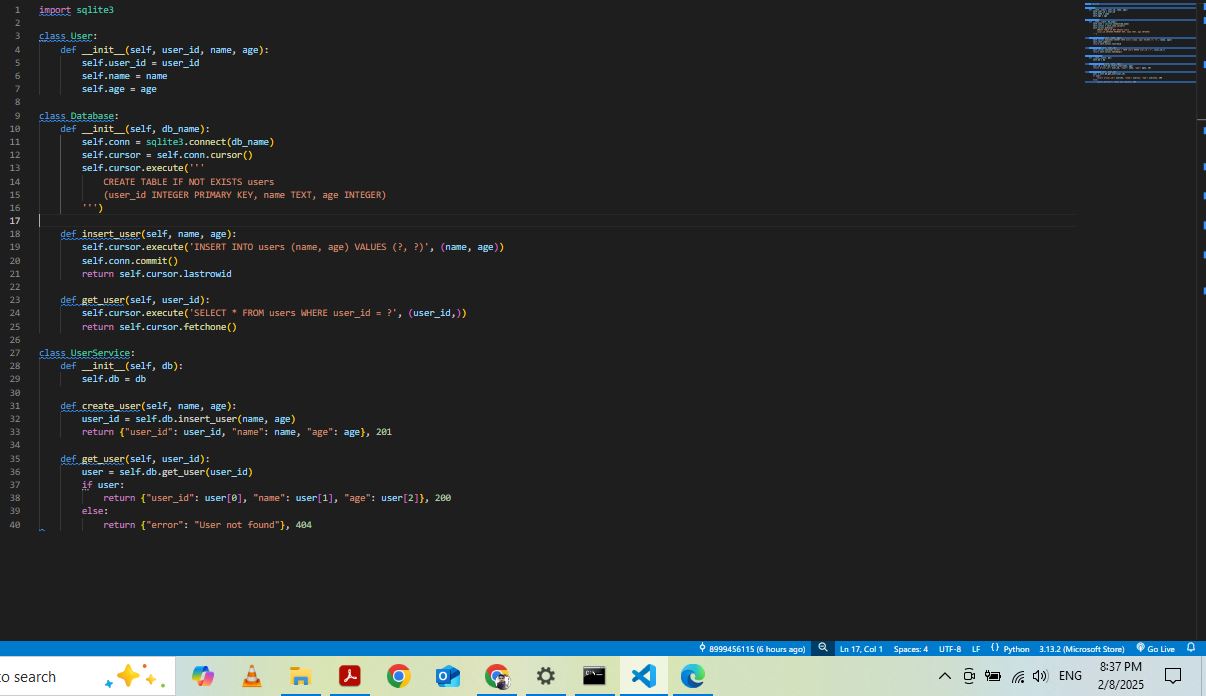 1 import sqlite3
2
3 class User:
4     def __init__(self, user_id, name, age):
5         self.user_id = user_id
6         self.name = name
7         self.age = age
8
9 class Database:
10     def __init__(self, db_name):
11         self.conn = sqlite3.connect(db_name)
12         self.cursor = self.conn.cursor()
13         self.cursor.execute('''
14             CREATE TABLE IF NOT EXISTS users
15             (user_id INTEGER PRIMARY KEY, name TEXT, age INTEGER)
16         ''')
17
18     def insert_user(self, name, age):
19         self.cursor.execute('INSERT INTO users (name, age) VALUES (?, ?)', (name, age))
20         self.conn.commit()
21         return self.cursor.lastrowid
22
23     def get_user(self, user_id):
24         self.cursor.execute('SELECT * FROM users WHERE user_id = ?', (user_id,))
25         return self.cursor.fetchone()
26
27 class UserService:
28     def __init__(self, db):
29         self.db = db
30
31     def create_user(self, name, age):
32         user_id = self.db.insert_user(name, age)
33         return {"user_id": user_id, "name": name, "age": age}, 201
34
35     def get_user(self, user_id):
36         user = self.db.get_user(user_id)
37         if user:
38             return {"user_id": user[0], "name": user[1], "age": user[2]}, 200
39         else:
40             return {"error": "User not found"}, 404
8999456115 (6 hours ago) Ln 17, Col 1 Spaces: 4 UTF-8 LF {} Python 3.13.2 (Microsoft Store) Go Live
o search ENG 8:37 PM
2/8/2025